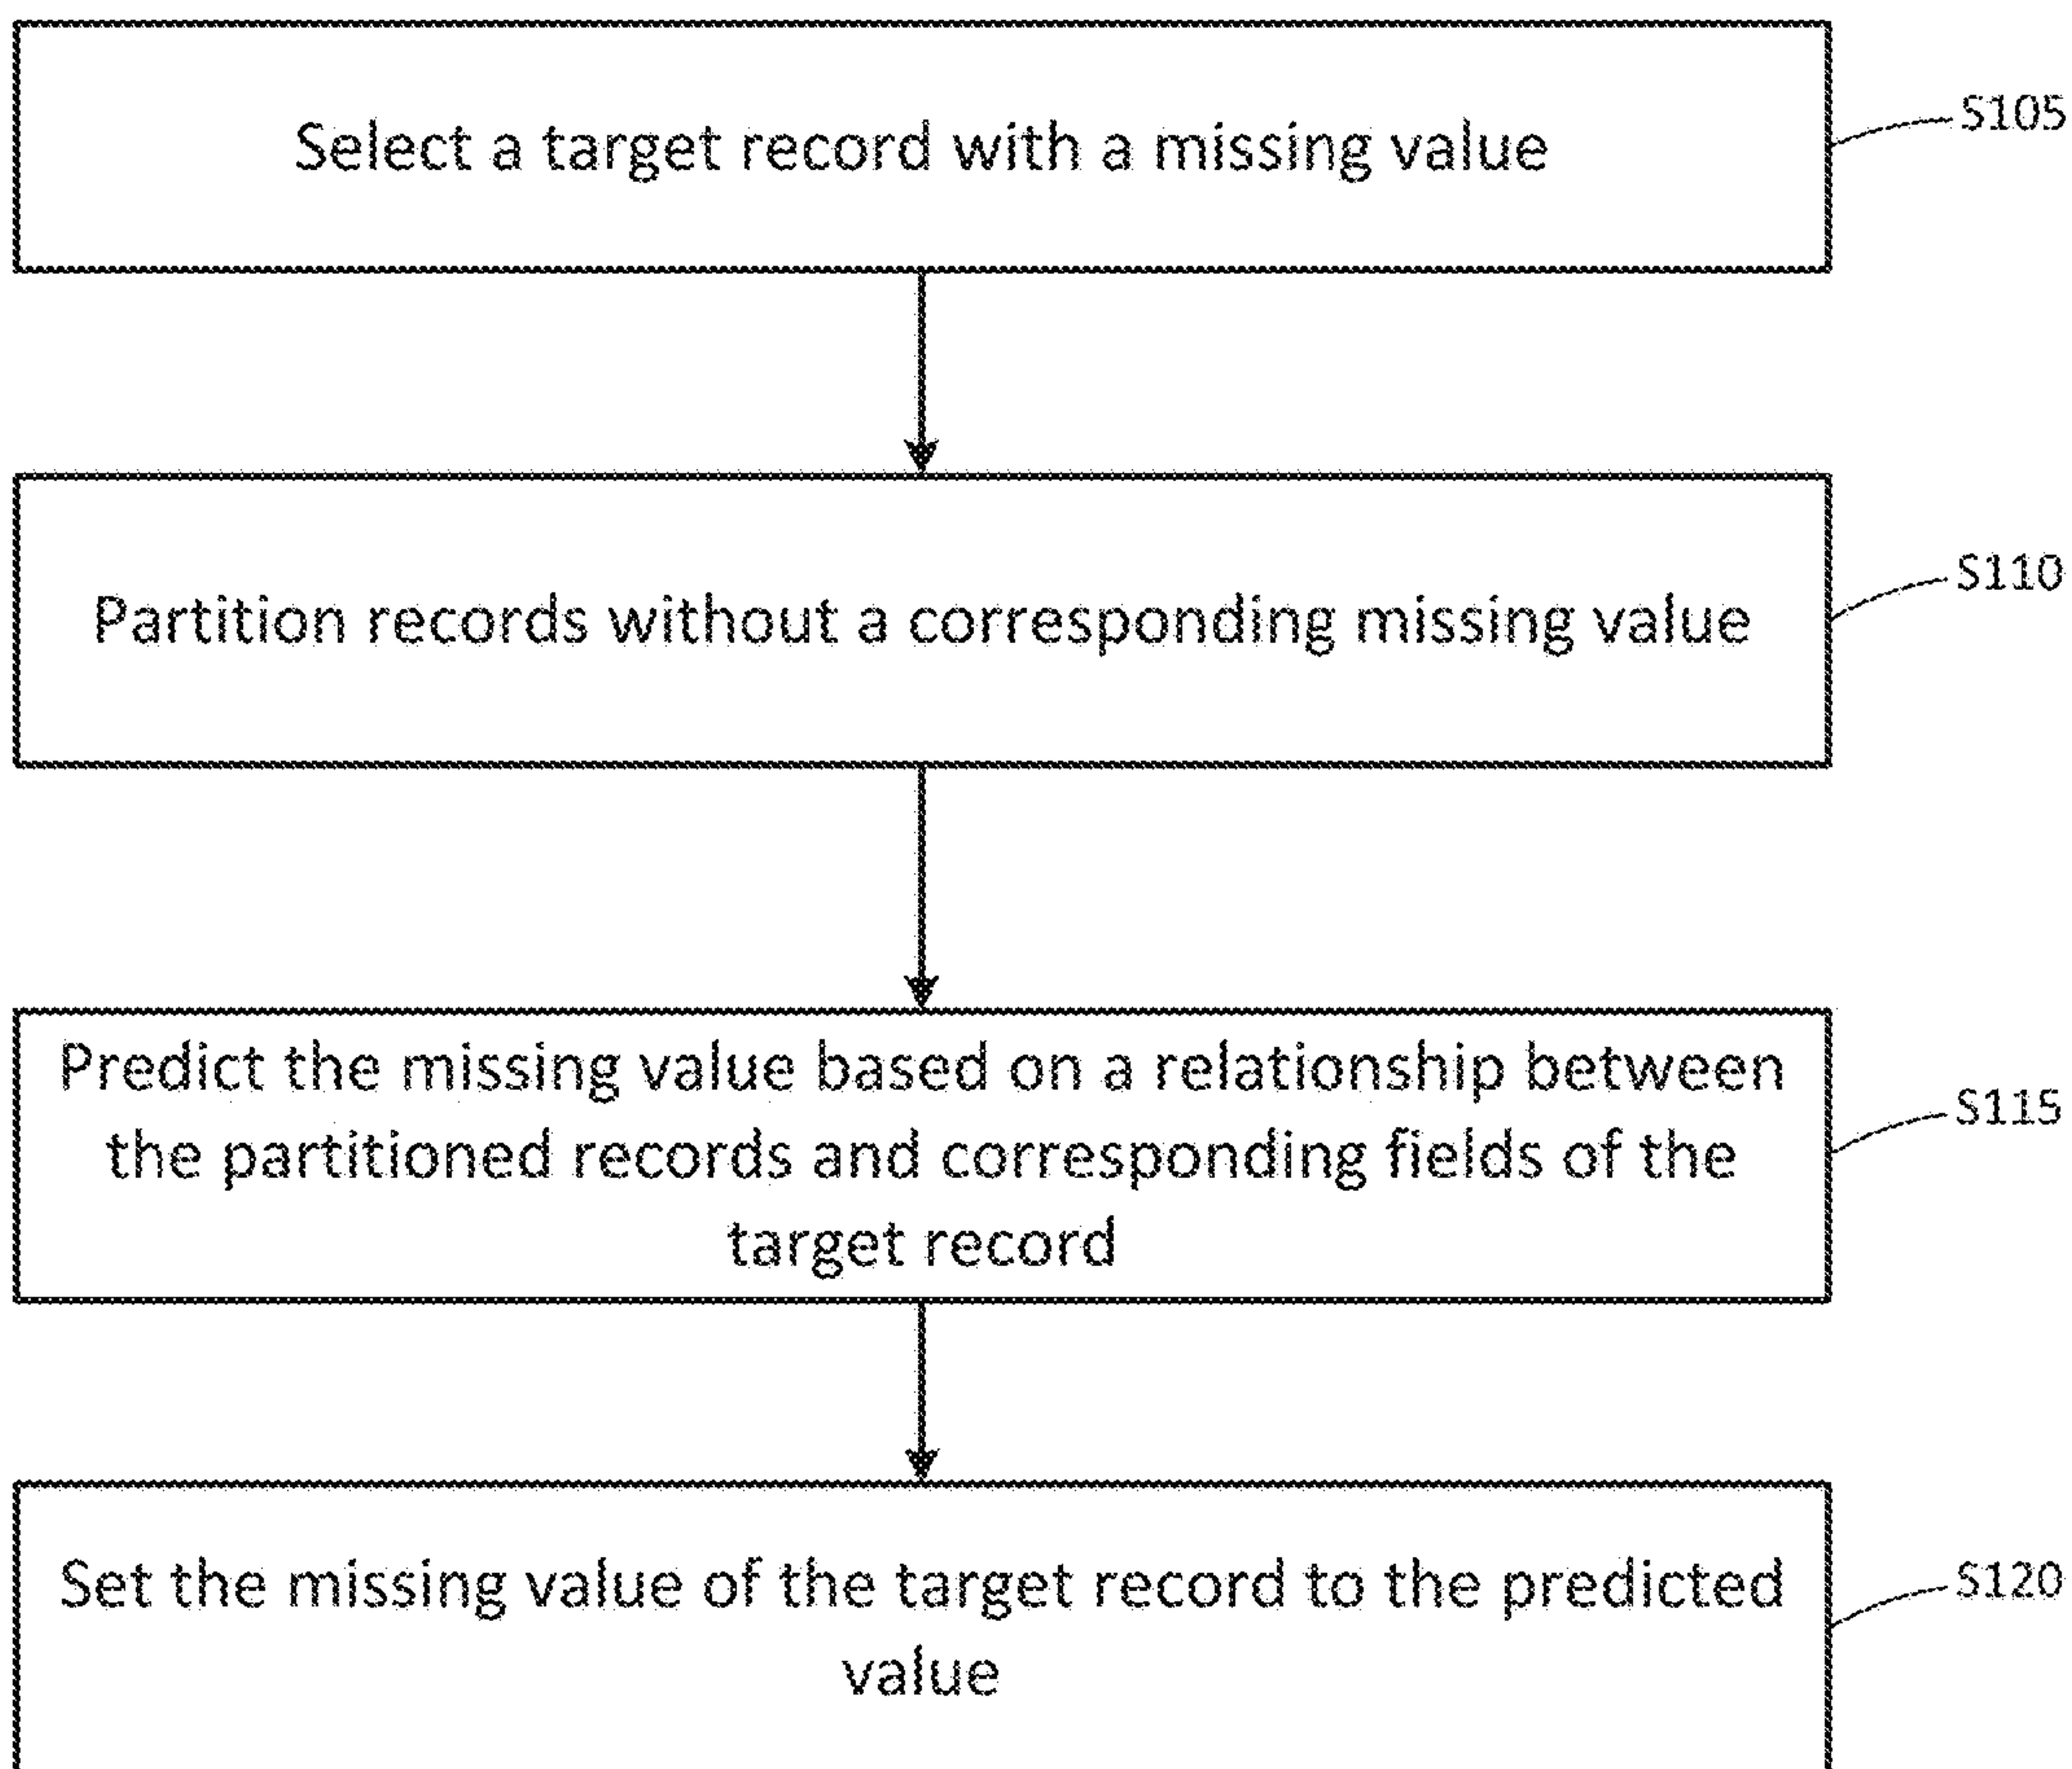 Select a target record with a missing value
S105
Partition records without a corresponding missing value
S110
Predict the missing value based on a relationship between
the partitioned records and corresponding fields of the
target record
S115
Set the missing value of the target record to the predicted
value
S120